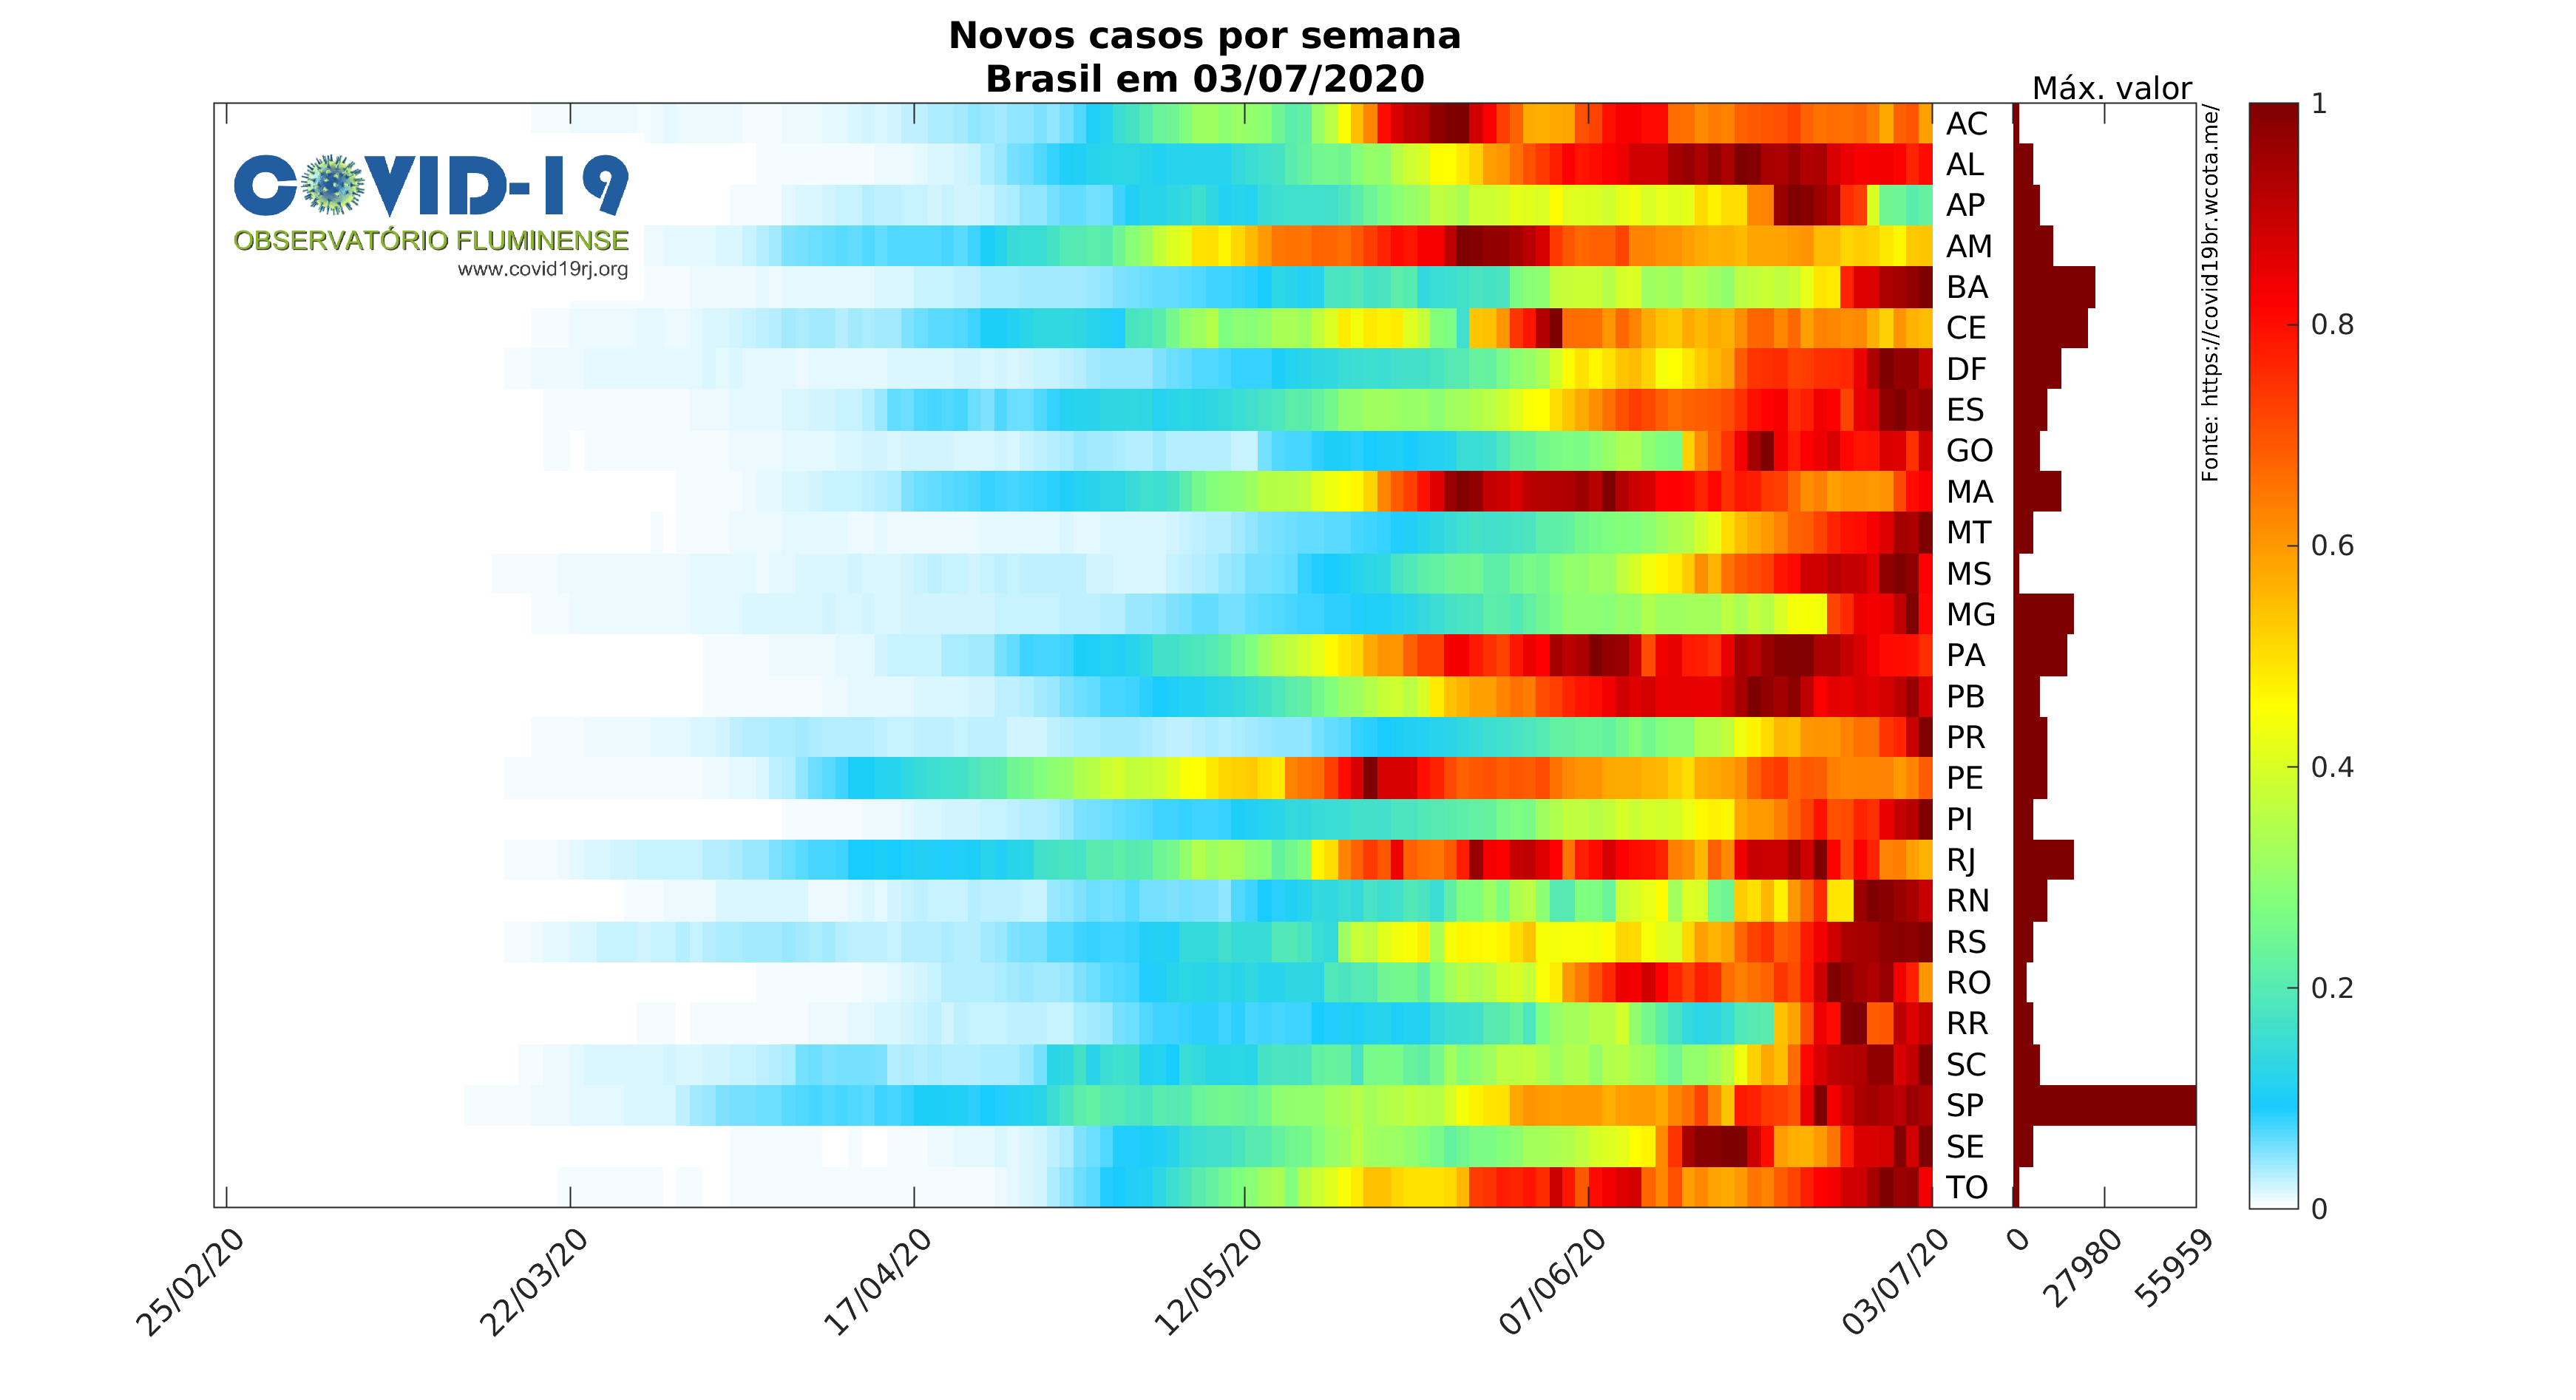 Novos casos por semana
Brasil em 03/07/2020
Máx. valor
COVID-19
OBSERVATÓRIO FLUMINENSE
www.covid19rj.org
AC
AL
AP
AM
BA
CE
DF
ES
GO
MA
MT
MS
MG
PA
PB
PR
PE
PI
RJ
RN
RS
RO
RR
SC
SP
SE
TO
Fonte: https://covid19br.wcota.me/
1
0.8
0.6
0.4
0.2
0
25/02/20
22/03/20
17/04/20
12/05/20
07/06/20
03/07/20
0
27980
55959